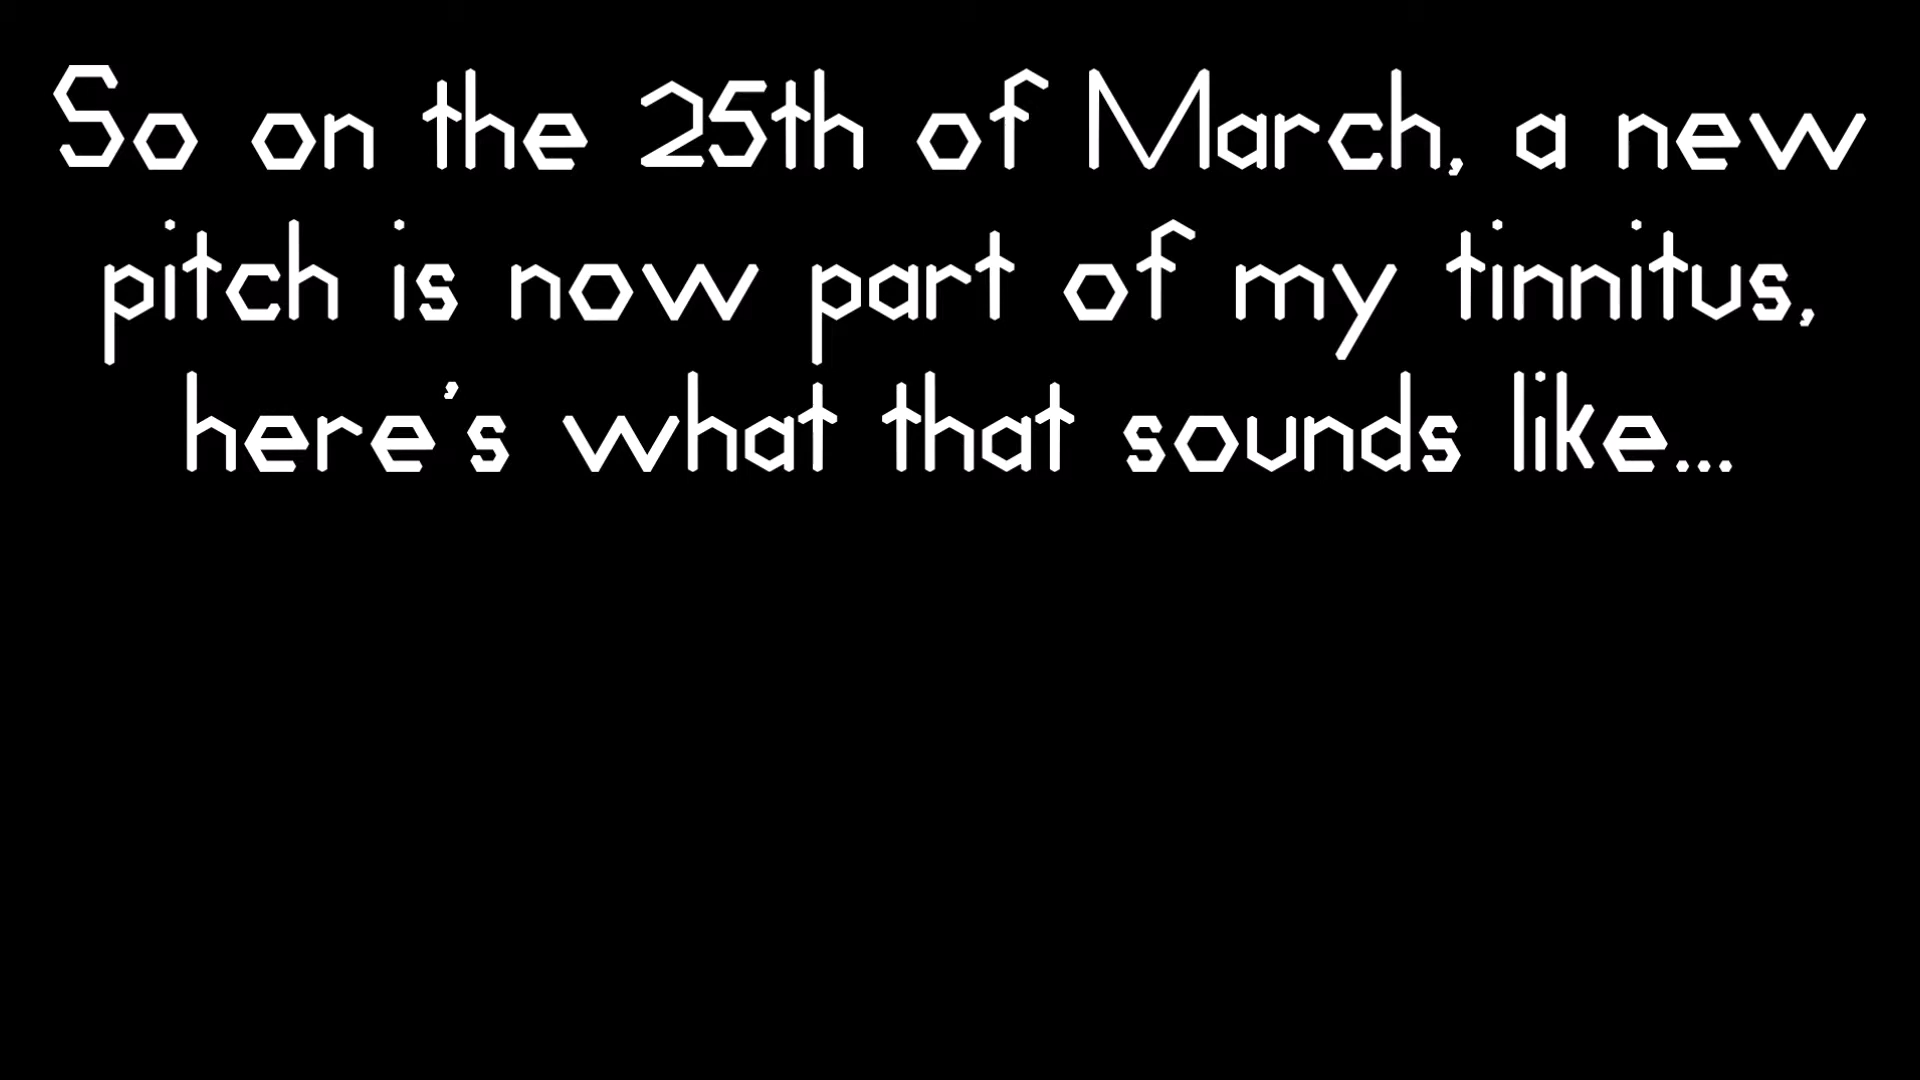 So on the 25th of March, a new
pitch is now part of my tinnitus,
here's what that sounds like...